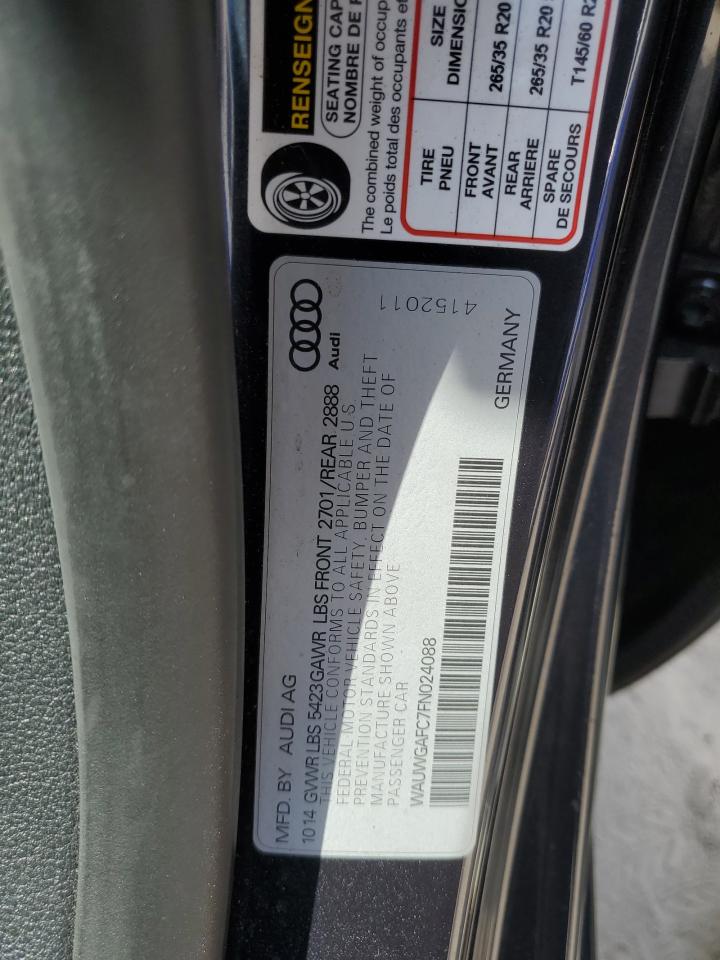 RENSEIGN
SEATING CAP
NOMBRE DE P
The combined weight of occup
Le poids total des occupants et
TIRE PNEU SIZE DIMENSIO
FRONT AVANT 265/35 R20
REAR ARRIERE 265/35 R20
SPARE DE SECOURS T145/60 R2
MFD. BY AUDI AG
Audi
10 14 GVWR LBS 5423 GAWR LBS FRONT 2701/REAR 2888
THIS VEHICLE CONFORMS TO ALL APPLICABLE U S
FEDERAL MOTOR VEHICLE SAFETY, BUMPER AND THEFT
PREVENTION STANDARDS IN EFFECT ON THE DATE OF
MANUFACTURE SHOWN ABOVE
PASSENGER CAR
4152011
WAUWGAFC7FN024088
GERMANY